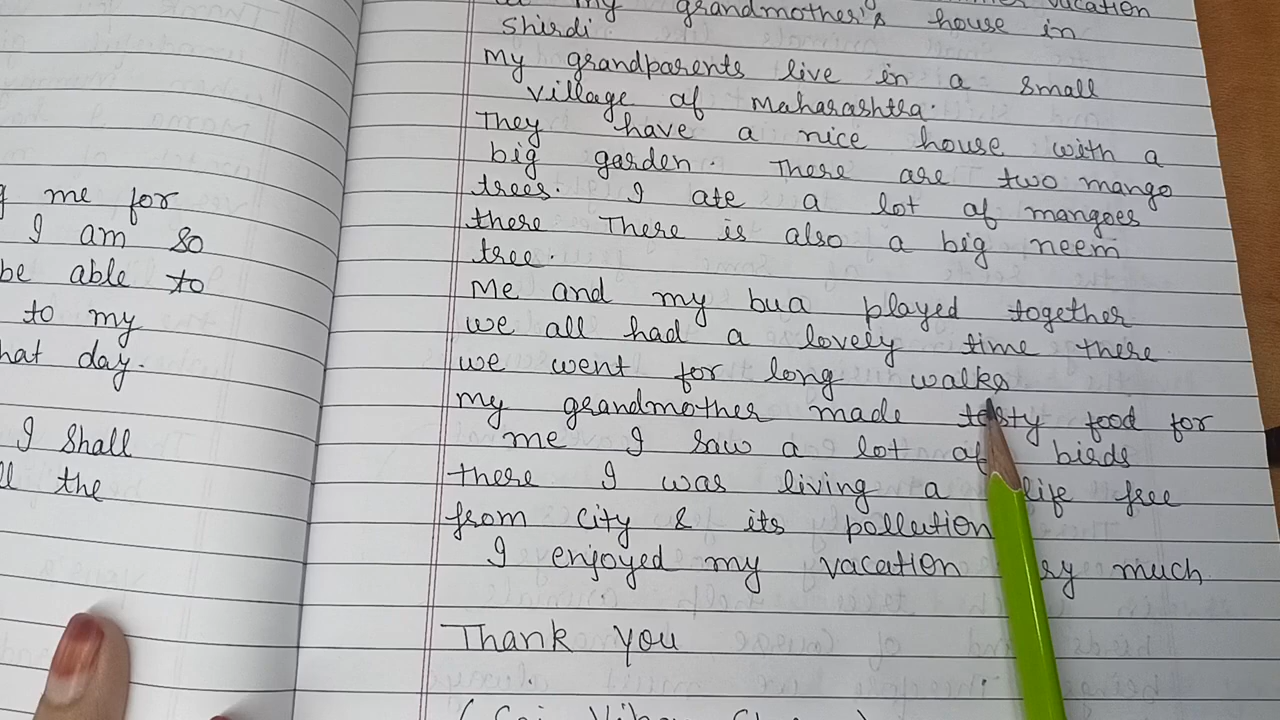 me for
I am so
be able to
to my
day.
I shall
the
vacation
my grandmother's house in
Shirdi.
My grandparents live in a small
village of Maharashtra.
They have a nice house with a
big garden. There are two mango
trees. I ate a lot of mangoes
there There is also a big neem
tree.
Me and my bua played together
we all had a lovely time there
we went for long walks
my grandmother made tasty food for
me I saw a lot of birds
there I was living a life free
from city & its pollution
I enjoyed my vacation much.
Thank you